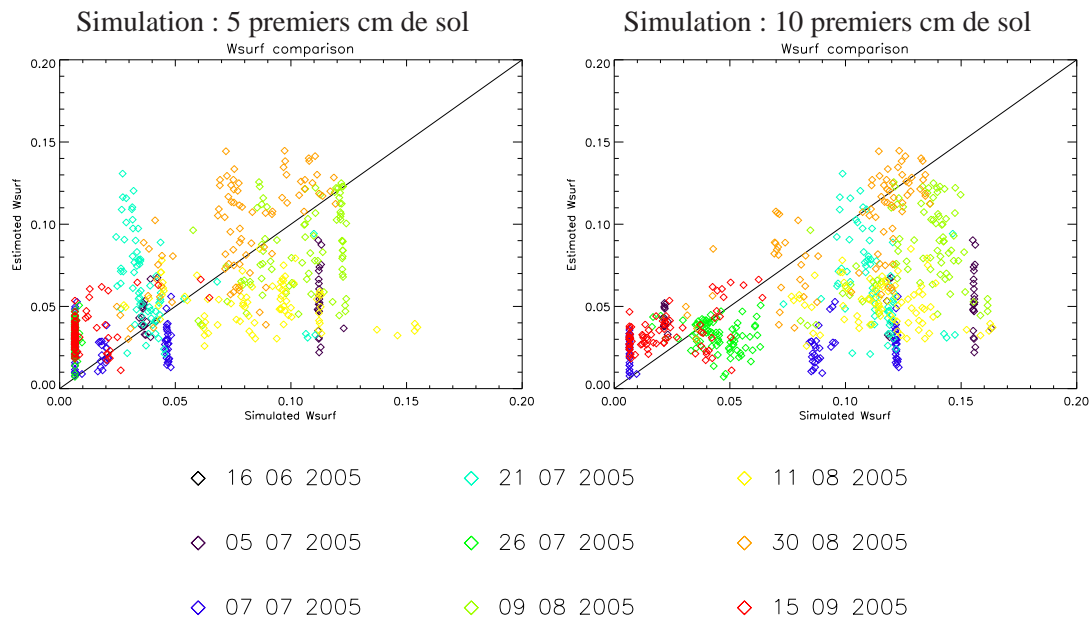 Simulation : 5 premiers cm de sol
Wsurf comparison
0.20
0.15
0.10
0.05
0.00
Estimated Wsurf
0.00 0.05 0.10 0.15 0.20
Simulated Wsurf
Simulation : 10 premiers cm de sol
Wsurf comparison
0.20
0.15
0.10
0.05
0.00
Estimated Wsurf
0.00 0.05 0.10 0.15 0.20
Simulated Wsurf
16 06 2005
21 07 2005
11 08 2005
05 07 2005
26 07 2005
30 08 2005
07 07 2005
09 08 2005
15 09 2005